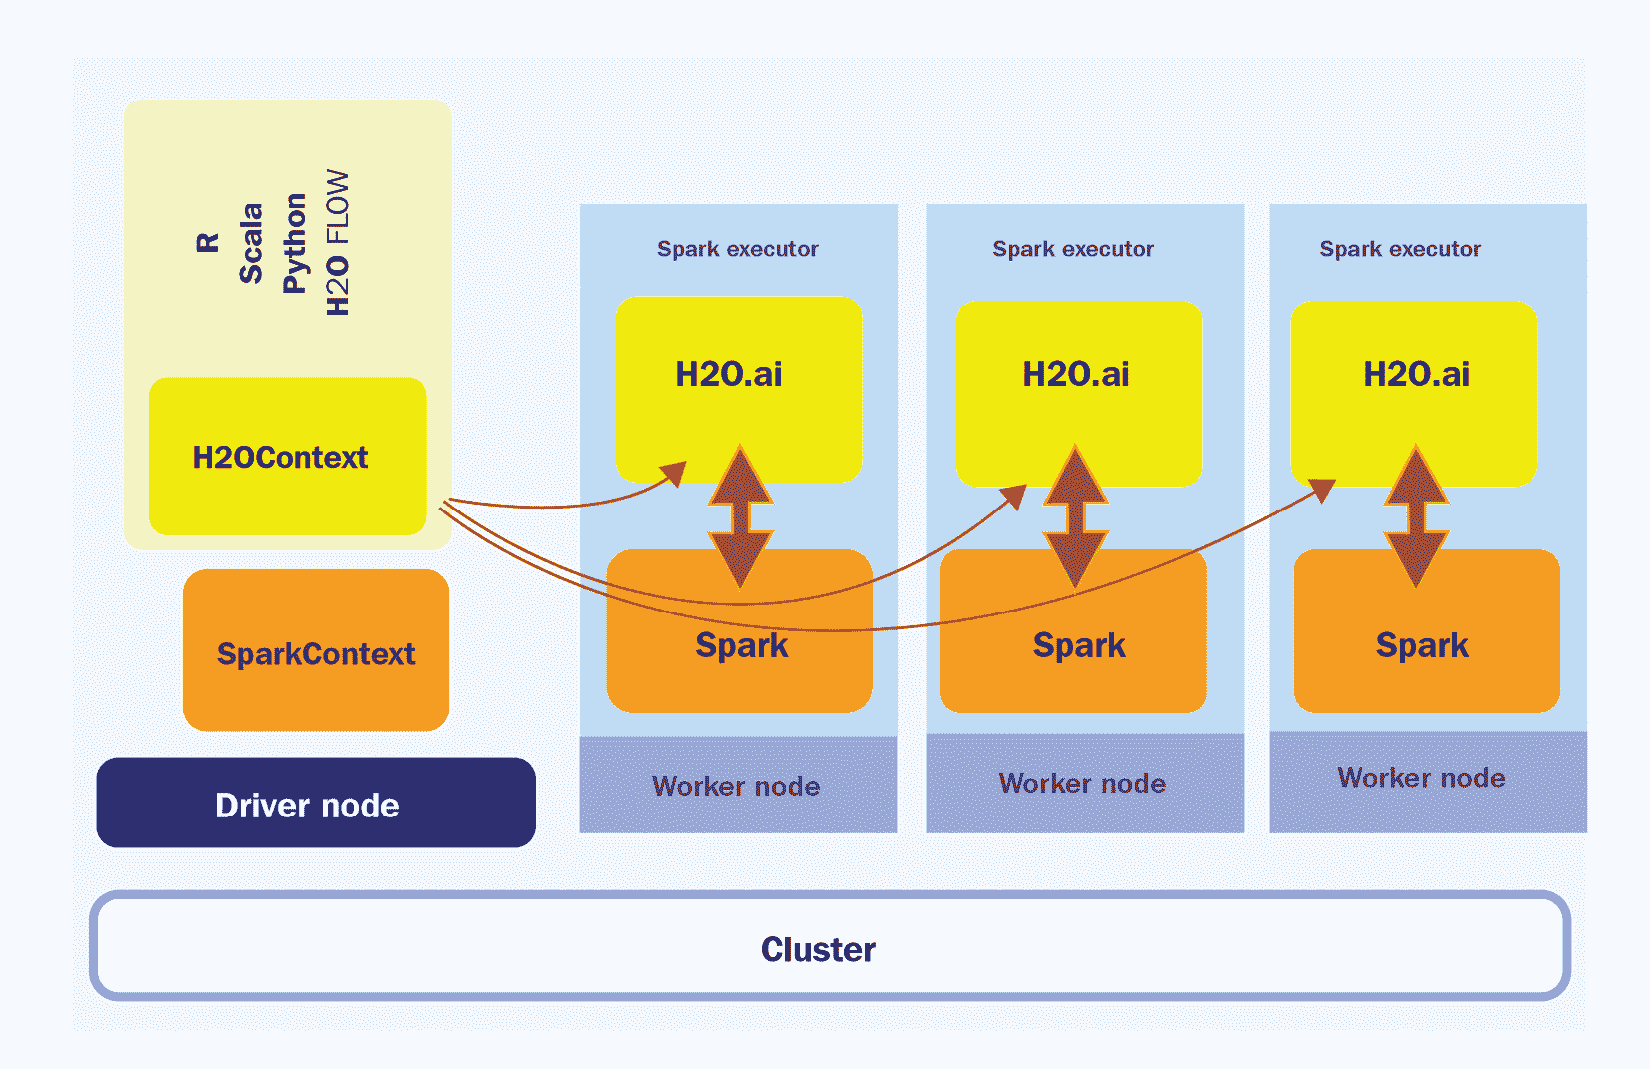 R
Scala
Python
H2O FLOW
H2OContext
SparkContext
Driver node
Spark executor
H2O.ai
Spark
Worker node
Spark executor
H2O.ai
Spark
Worker node
Spark executor
H2O.ai
Spark
Worker node
Cluster